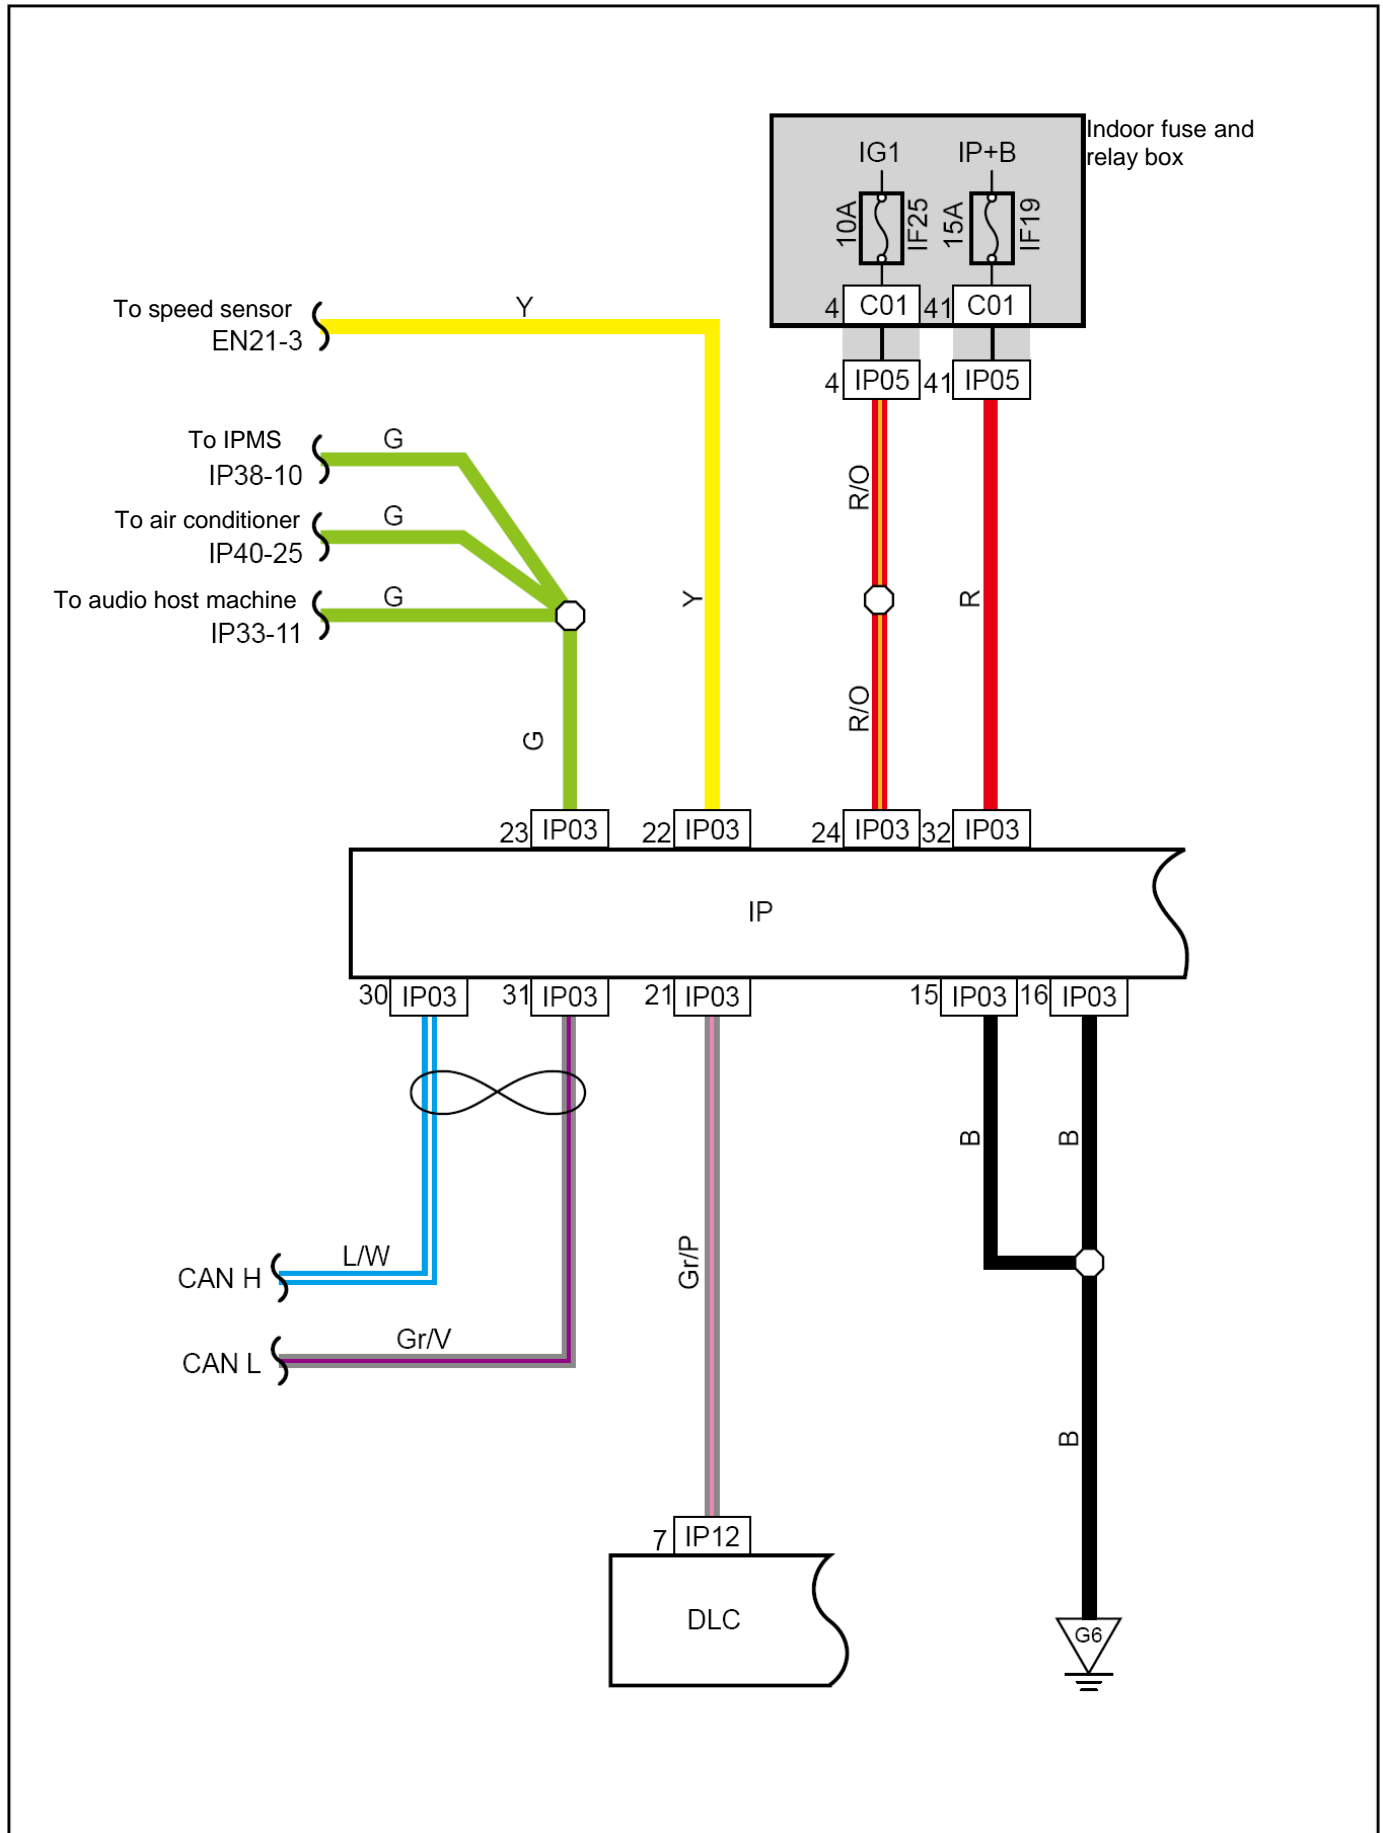 Indoor fuse and
relay box
IG1 IP+B
10A IF25 15A IF19
4 C01 41 C01
4 IP05 41 IP05
To speed sensor
EN21-3
Y
To IPMS
IP38-10
G
To air conditioner
IP40-25
G
To audio host machine
IP33-11
G
R/O
Y
R
R/O
G
23 IP03 22 IP03 24 IP03 32 IP03
IP
30 IP03 31 IP03 21 IP03 15 IP03 16 IP03
B B
CAN H L/W
Gr/P
CAN L Gr/V
B
7 IP12
DLC
G6